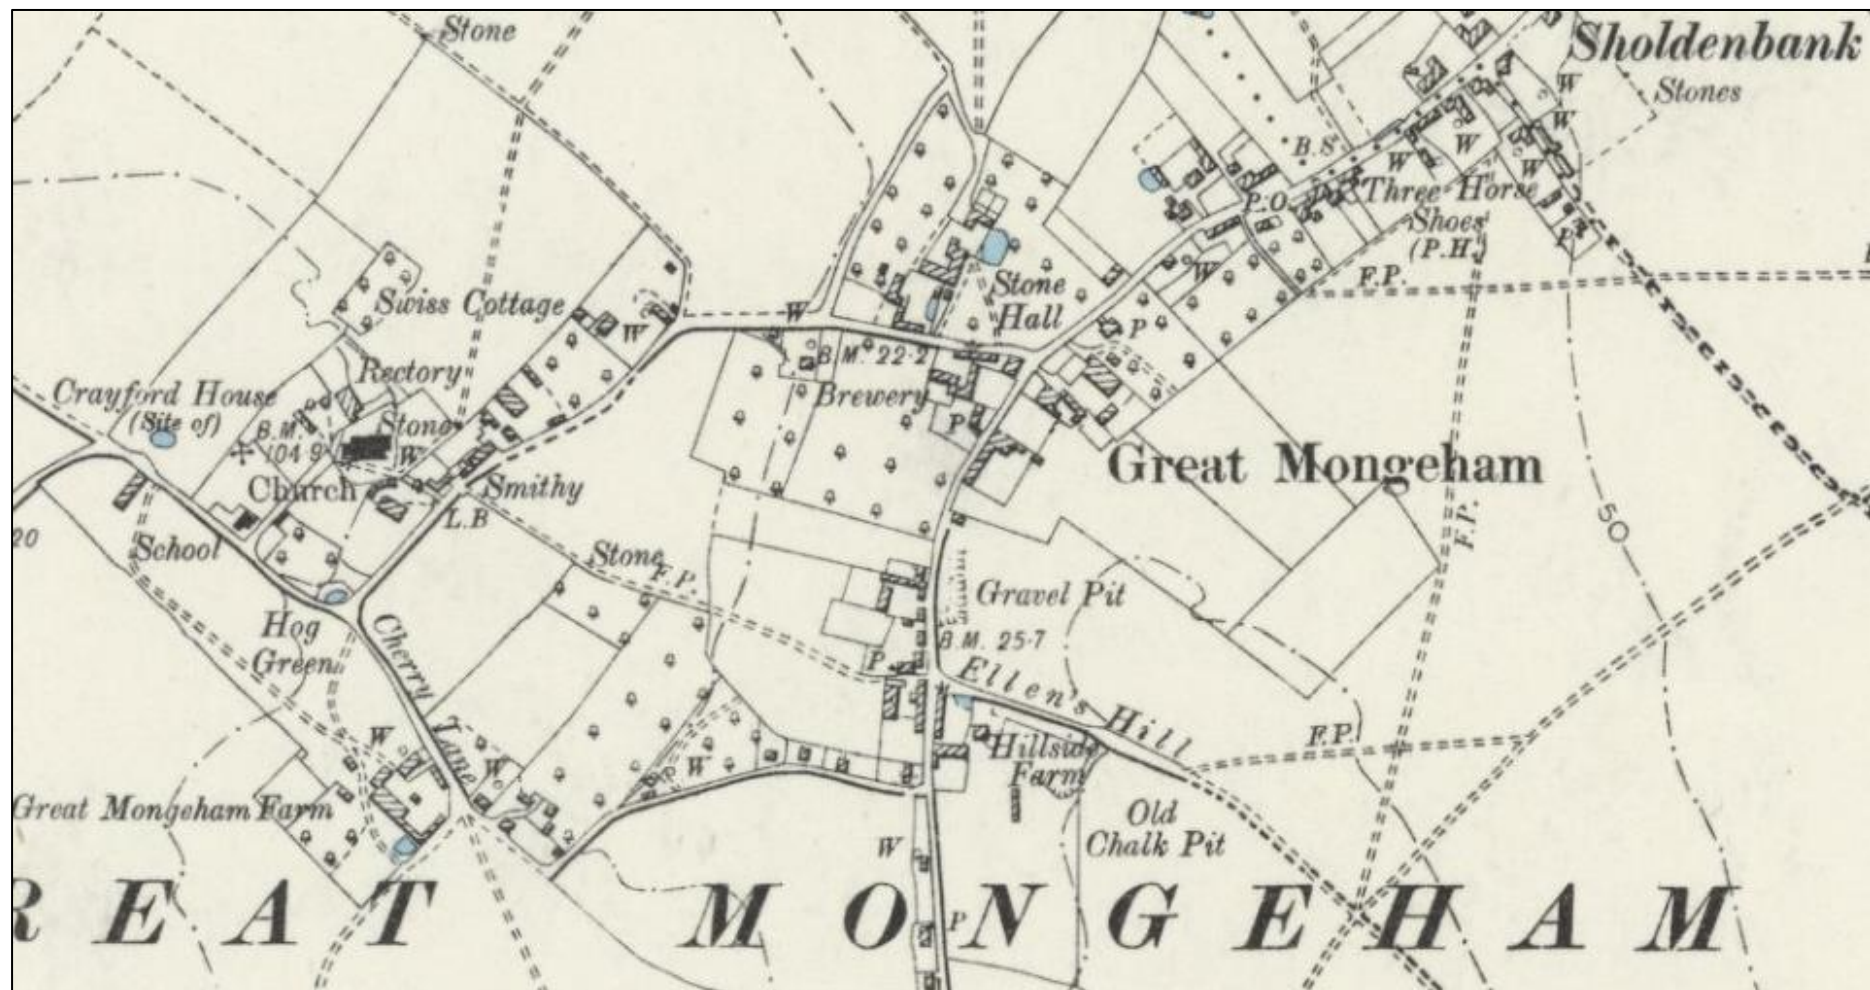 Stone
Sholdenbank
W
Stones
W
B.S.
W
W
W
P.O.
Three Horse
Shoes
(P.H.)
P
W
F.P.
Swiss Cottage
Stone
Hall
W
W
P
B.M. 22·2
Rectory
Crayford House
(Site of)
Brewery
B.M.
104·9
Stone
W
P
Great Mongeham
Church
Smithy
L.B
20
School
Stone
F.P.
F.P.
50
Gravel Pit
Hog
Green
Cherry
Lane
B.M. 25·7
P
Ellen's
Hill
F.P.
W
W
W
Hillside
Farm
Great Mongeham Farm
Old
Chalk Pit
W
REAT MONGEHAM
P